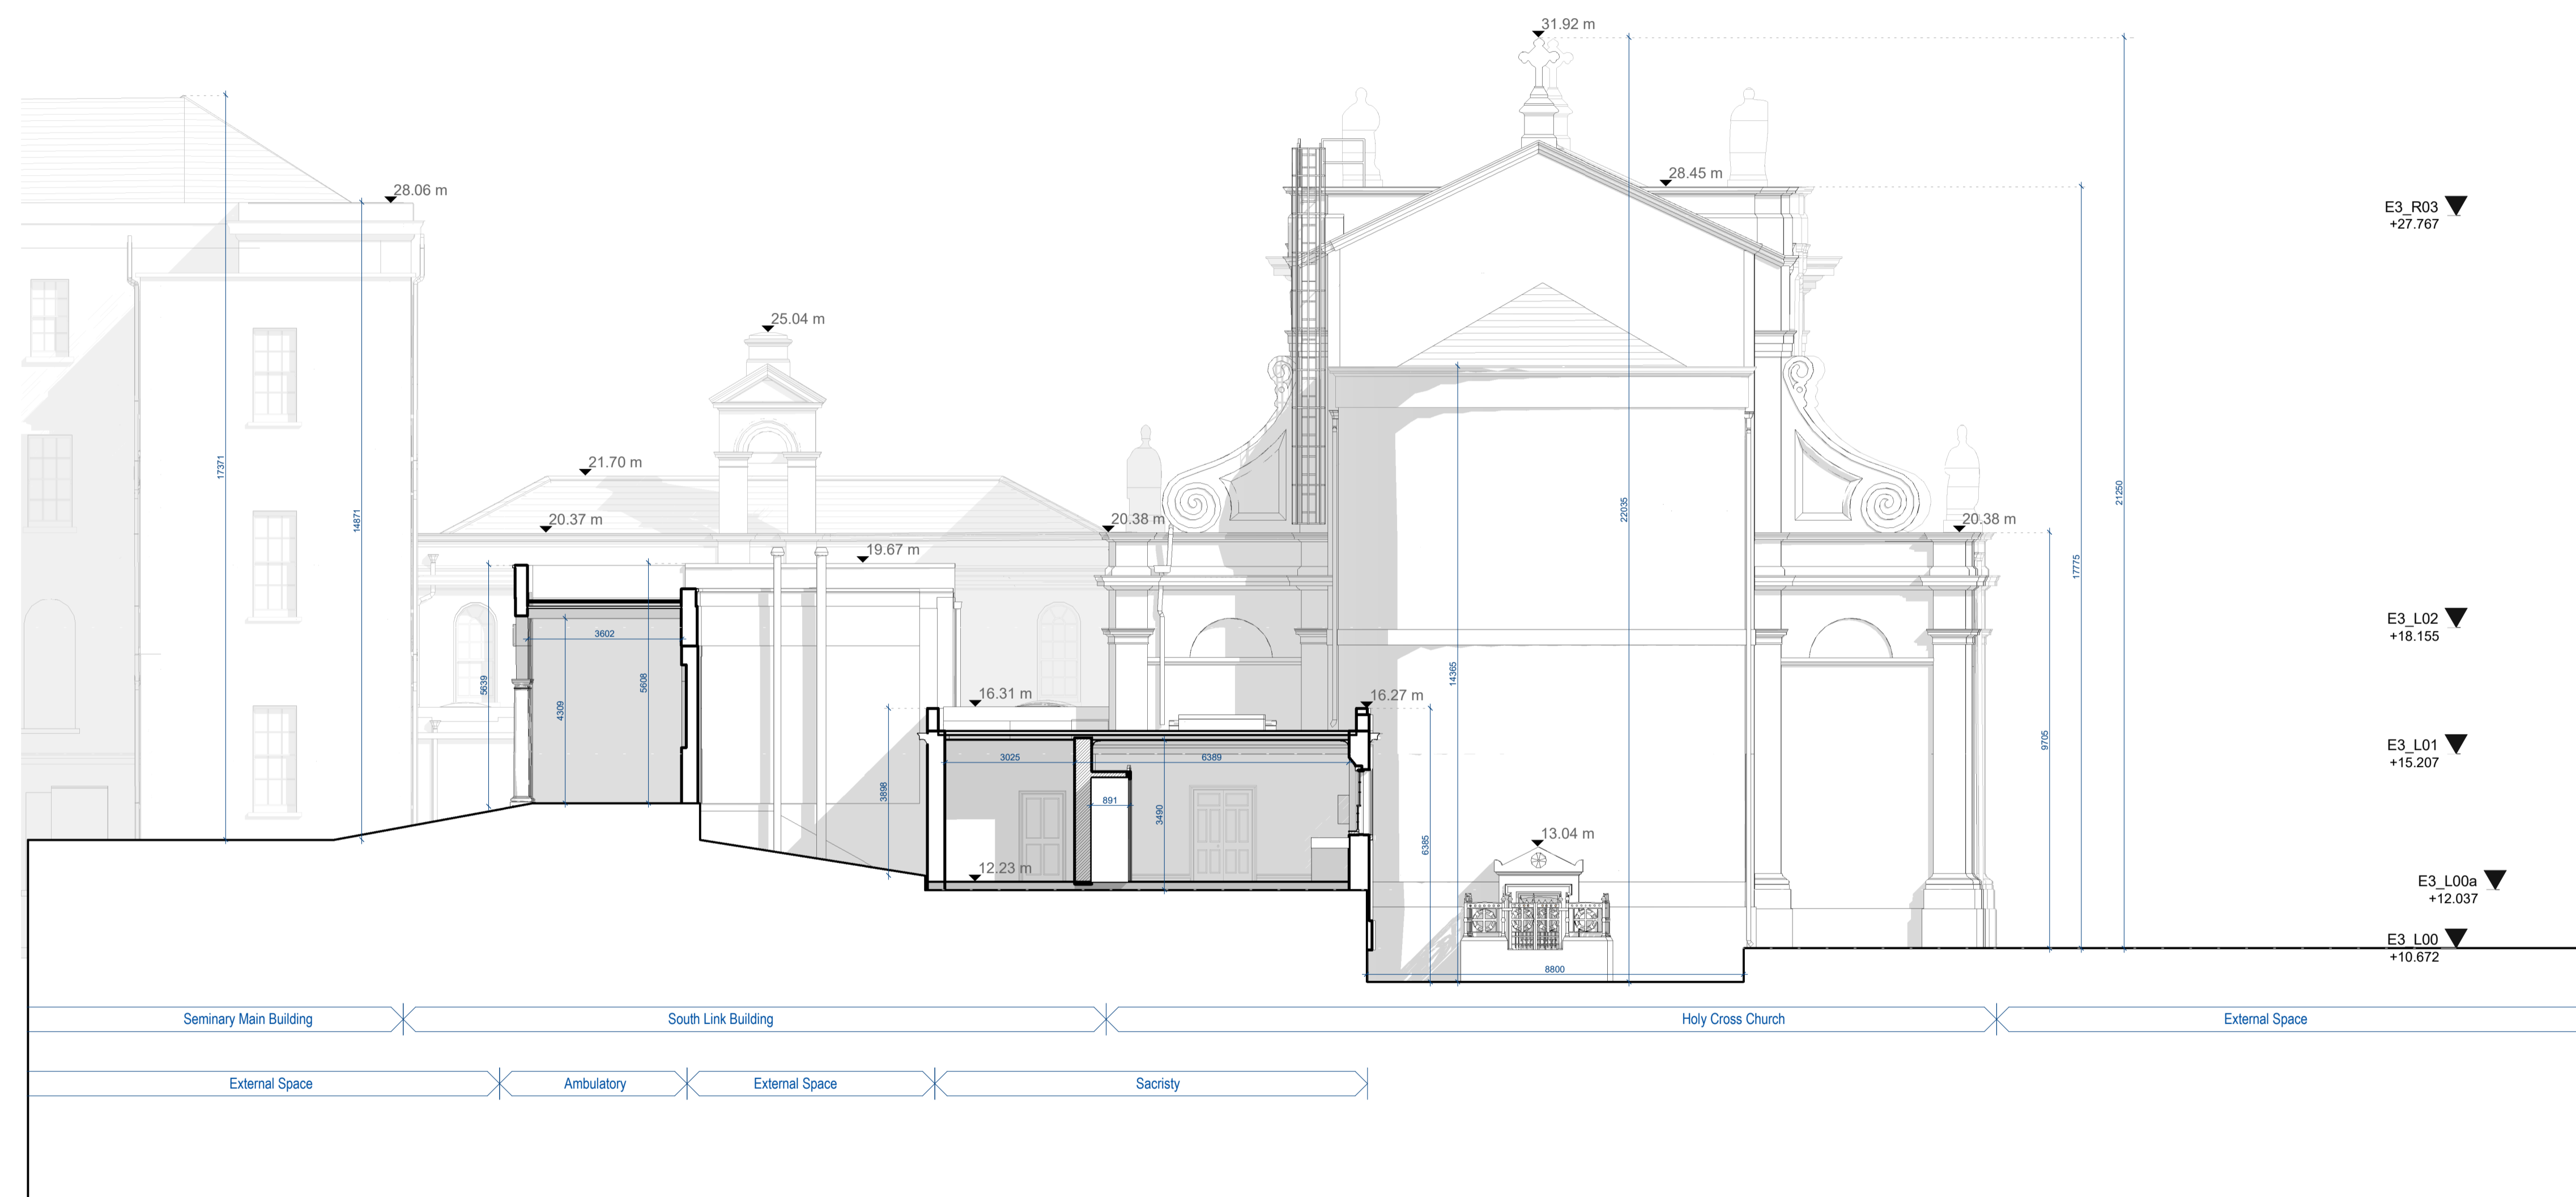 31.92 m
28.06 m
28.45 m
E3_R03
+27.767
25.04 m
17371
14871
22035
21250
21.70 m
20.37 m
20.38 m
20.38 m
19.67 m
17775
E3_L02
+18.155
3602
5639
4309
5608
14365
16.31 m
16.27 m
9705
E3_L01
+15.207
3025
6389
3898
891
3490
6385
13.04 m
12.23 m
E3_L00a
+12.037
E3_L00
+10.672
8800
Seminary Main Building
South Link Building
Holy Cross Church
External Space
External Space
Ambulatory
External Space
Sacristy